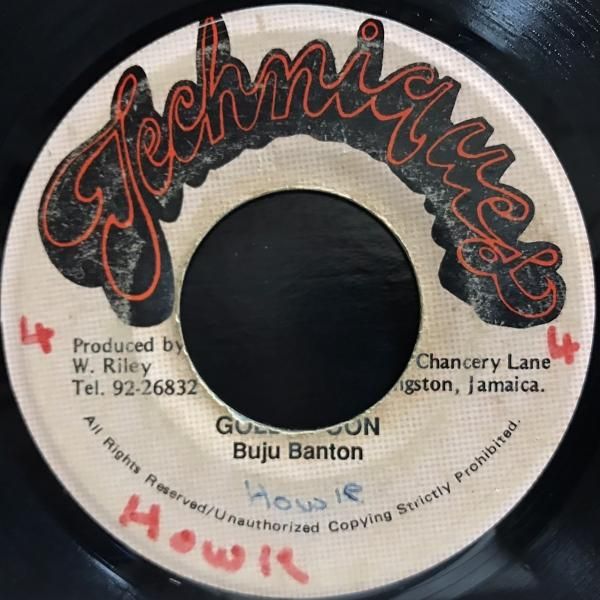 Techniques
4
4
Produced by
W. Riley
Tel. 92-26832
Chancery Lane
Jamaica.
Buju Banton
All Rights Reserved/Unauthorized Copying Strictly Prohibited.
Howie
Howie